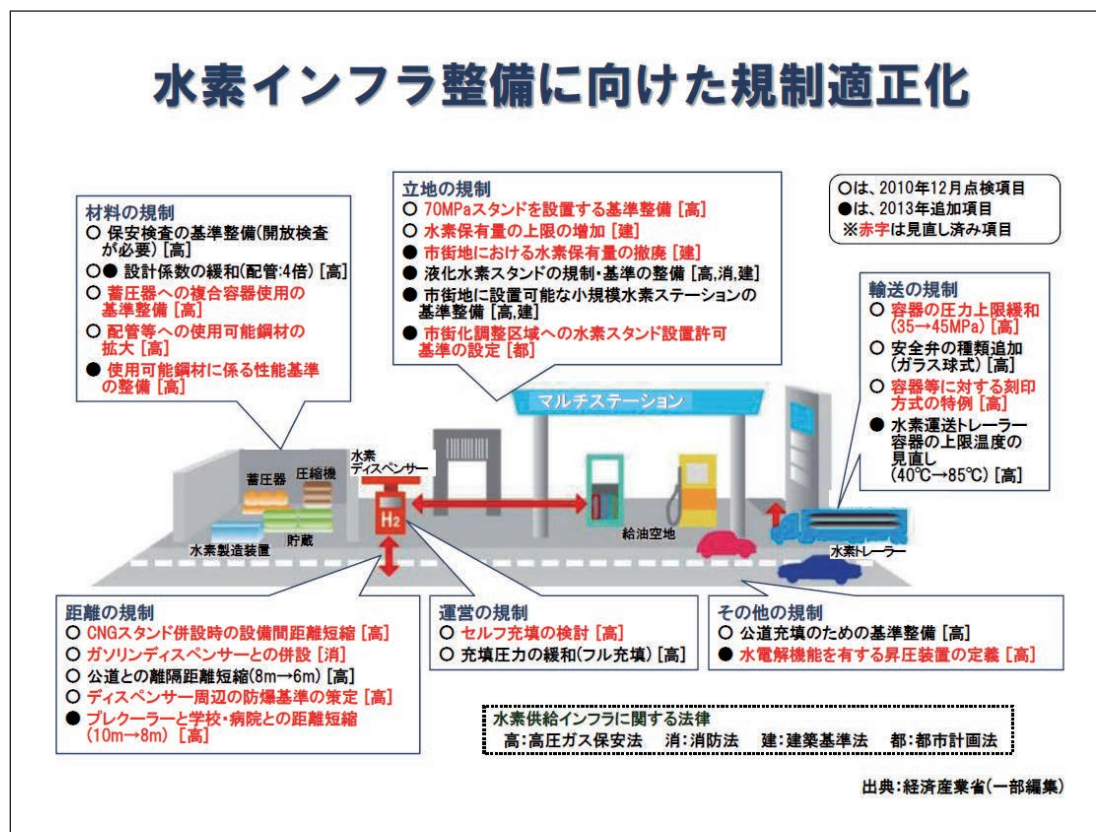 水素インフラ整備に向けた規制適正化
材料の規制
○ 保安検査の基準整備(開放検査
が必要) [高]
○● 設計係数の緩和(配管:4倍) [高]
○ 蓄圧器への複合容器使用の
基準整備 [高]
○ 配管等への使用可能鋼材の
拡大 [高]
● 使用可能鋼材に係る性能基準
の整備 [高]
立地の規制
○ 70MPaスタンドを設置する基準整備 [高]
○ 水素保有量の上限の増加 [建]
● 市街地における水素保有量の撤廃 [建]
● 液化水素スタンドの規制・基準の整備 [高,消,建]
● 市街地に設置可能な小規模水素ステーションの
基準整備 [高,建]
● 市街化調整区域への水素スタンド設置許可
基準の設定 [都]
○は、2010年12月点検項目
●は、2013年追加項目
※赤字は見直し済み項目
輸送の規制
○ 容器の圧力上限緩和
(35→45MPa) [高]
○ 安全弁の種類追加
(ガラス球式) [高]
○ 容器等に対する刻印
方式の特例 [高]
● 水素運送トレーラー
容器の上限温度の
見直し
(40℃→85℃) [高]
マルチステーション
水素
ディスペンサー
蓄圧器
圧縮機
H2
水素製造装置
貯蔵
給油空地
水素トレーラー
距離の規制
○ CNGスタンド併設時の設備間距離短縮 [高]
○ ガソリンディスペンサーとの併設 [消]
○ 公道との離隔距離短縮(8m→6m) [高]
○ ディスペンサー周辺の防爆基準の策定 [高]
● プレクーラーと学校・病院との距離短縮
(10m→8m) [高]
運営の規制
○ セルフ充填の検討 [高]
○ 充填圧力の緩和(フル充填) [高]
その他の規制
○ 公道充填のための基準整備 [高]
● 水電解機能を有する昇圧装置の定義 [高]
水素供給インフラに関する法律
高:高圧ガス保安法 消:消防法 建:建築基準法 都:都市計画法
出典:経済産業省(一部編集)